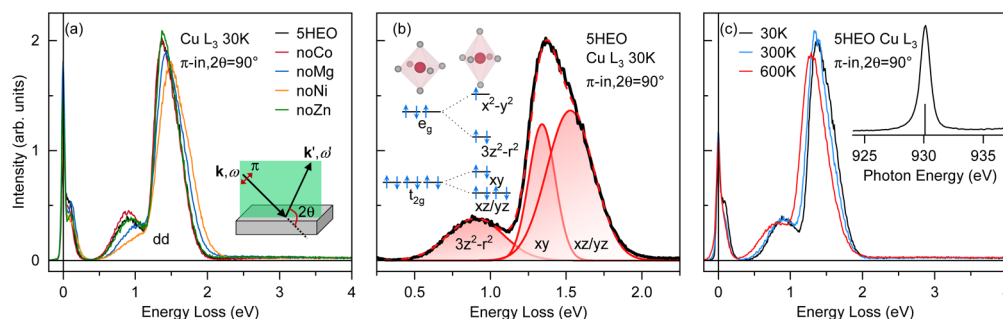 (a)
Cu L3 30K
π-in,2θ=90°
5HEO
noCo
noMg
noNi
noZn
k,ω
π
k',ω'
2θ
dd
Intensity (arb. units)
2
1
0
0
1
2
3
4
Energy Loss (eV)
(b)
5HEO
Cu L3 30K
π-in,2θ=90°
x²-y²
eg
3z²-r²
xy
t2g
xz/yz
3z²-r²
xy
xz/yz
0.5
1.0
1.5
2.0
Energy Loss (eV)
(c)
30K
300K
600K
5HEO Cu L3
π-in,2θ=90°
925
930
935
Photon Energy (eV)
0
1
2
3
4
Energy Loss (eV)